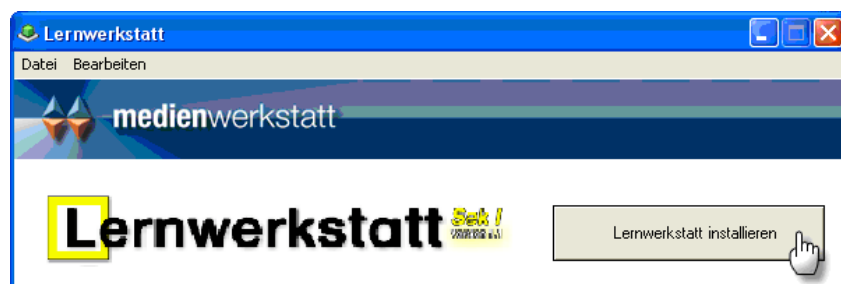 Lernwerkstatt
Datei Bearbeiten
medienwerkstatt
Lernwerkstatt Sek I
Lernwerkstatt installieren